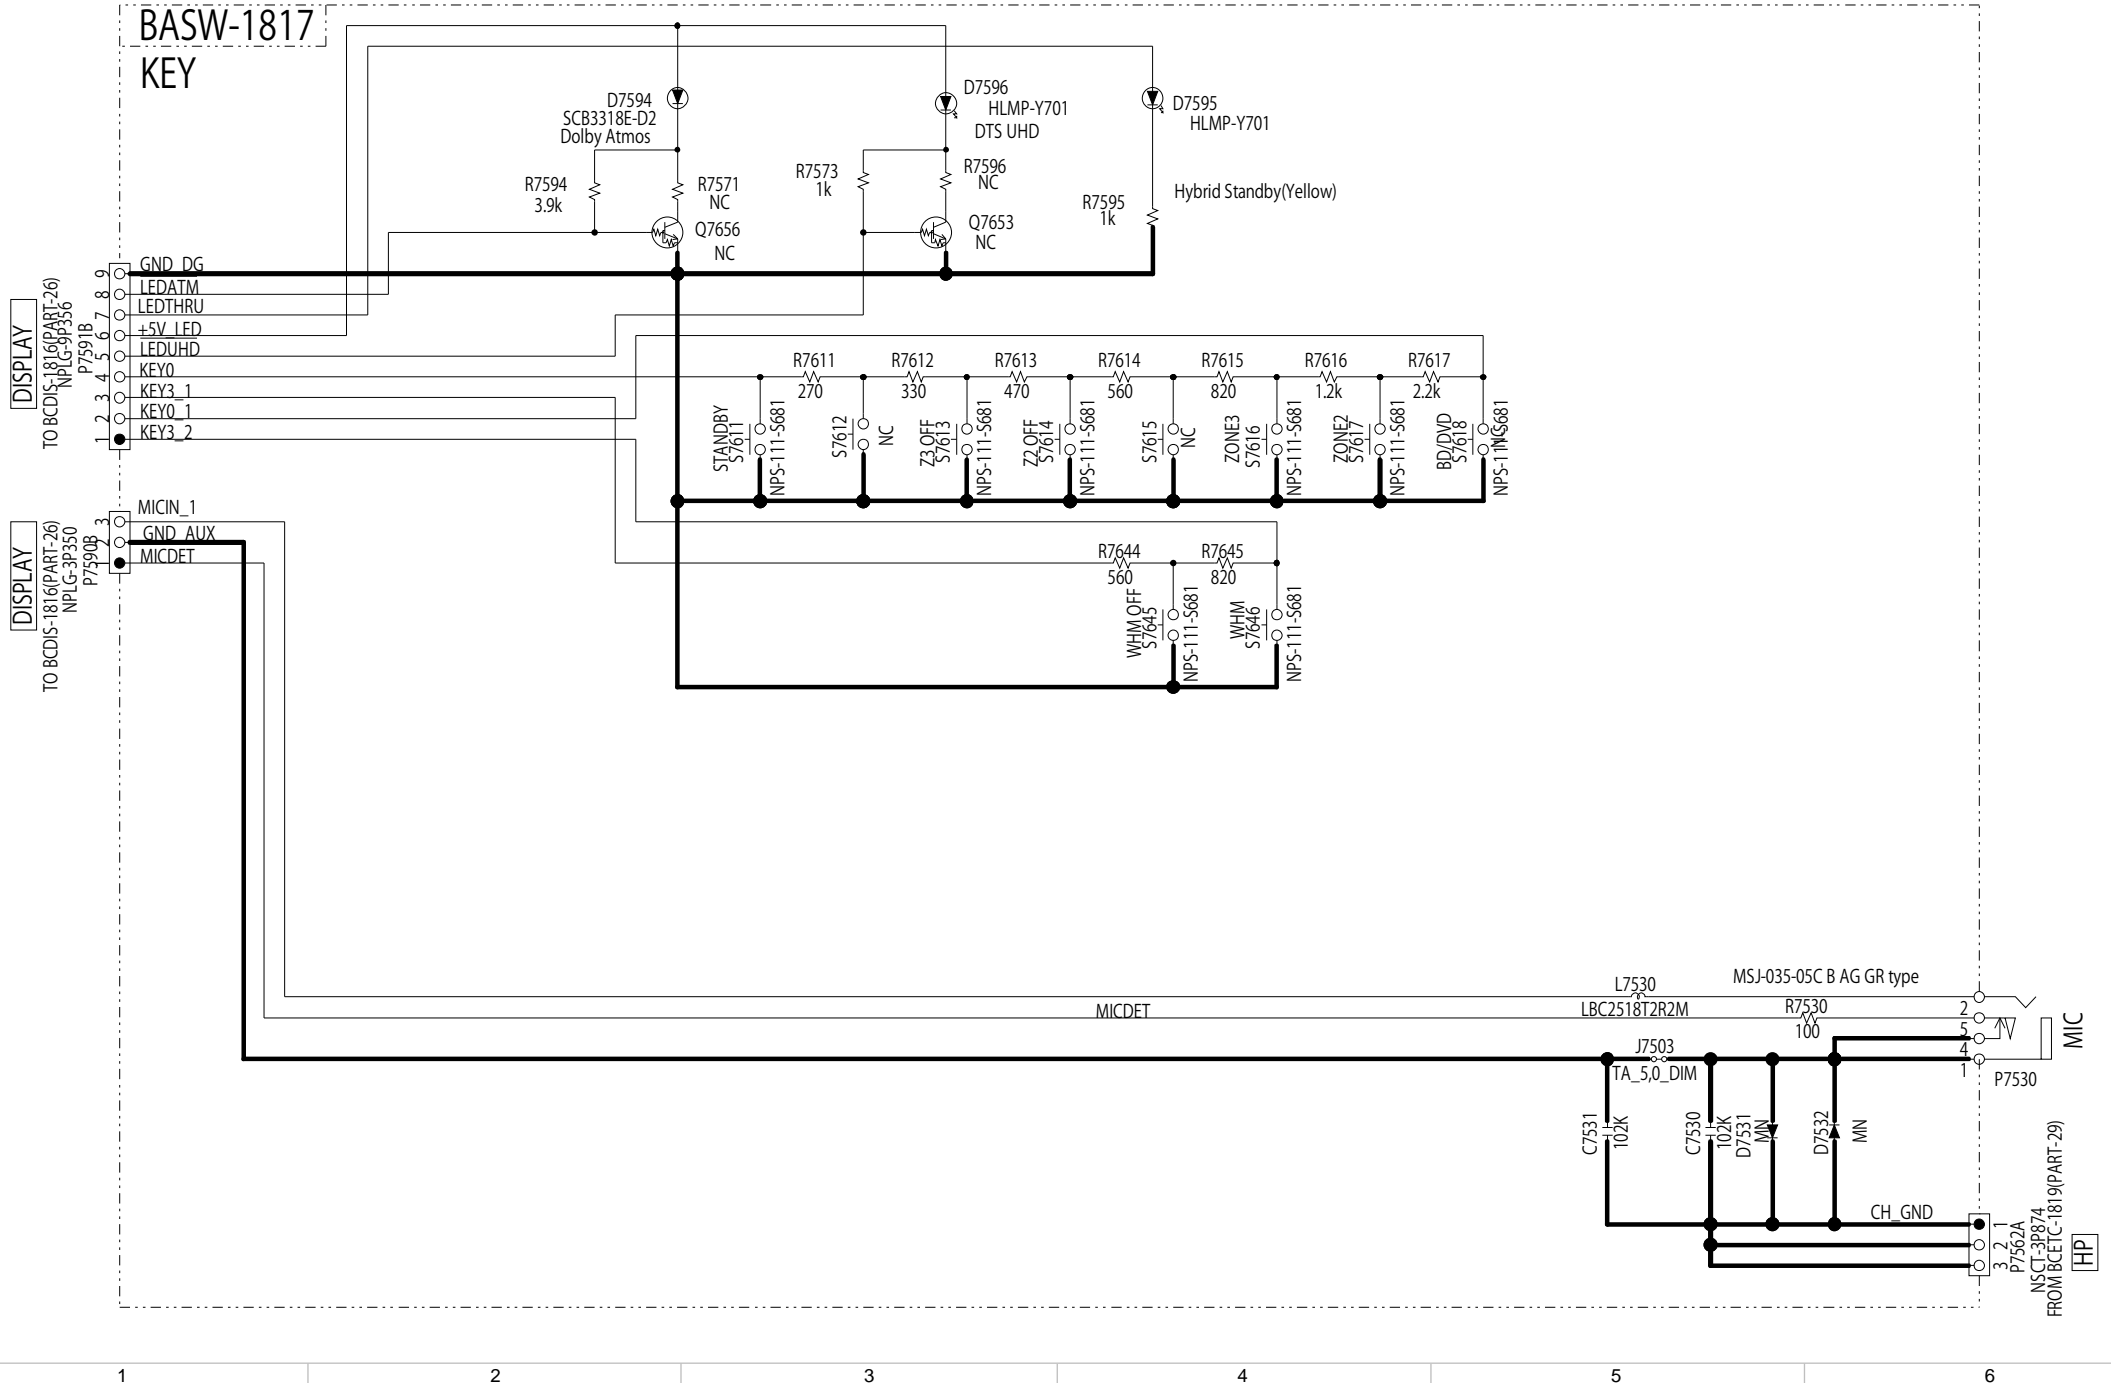 BASW-1817
KEY
D7594
SCB3318E-D2
Dolby Atmos
D7596
HLMP-Y701
DTS UHD
D7595
HLMP-Y701
R7594
3.9k
R7571
NC
Q7656
NC
R7573
1k
R7596
NC
Q7653
NC
R7595
1k
Hybrid Standby(Yellow)
DISPLAY
TO BCDIS-1816(PART-26)
NPLG-9P356
P7591B
9 GND_DG
8 LEDATM
7 LEDTHRU
6 +5V_LED
5 LEDUHD
4 KEY0
3 KEY3_1
2 KEY0_1
1 KEY3_2
R7611
270
R7612
330
R7613
470
R7614
560
R7615
820
R7616
1.2k
R7617
2.2k
STANDBY
S7611
NPS-111-S681
S7612
NC
Z3 OFF
S7613
NPS-111-S681
Z2 OFF
S7614
NPS-111-S681
S7615
NC
ZONE3
S7616
NPS-111-S681
ZONE2
S7617
NPS-111-S681
BD/DVD
S7618
NPS-111-S681
NC
DISPLAY
TO BCDIS-1816(PART-26)
NPLG-3P350
P7590B
3 MICIN_1
2 GND_AUX
1 MICDET
R7644
560
R7645
820
WHM OFF
S7645
NPS-111-S681
WHM
S7646
NPS-111-S681
L7530
LBC2518T2R2M
MSJ-035-05C B AG GR type
MICDET
R7530
100
J7503
TA_5,0_DIM
2
5
4
1
MIC
P7530
C7531
102K
C7530
102K
D7531
MN
D7532
MN
CH_GND
1
2
3
P7562A
NSCT-3P874
FROM BCETC-1819(PART-29)
HP
1 2 3 4 5 6